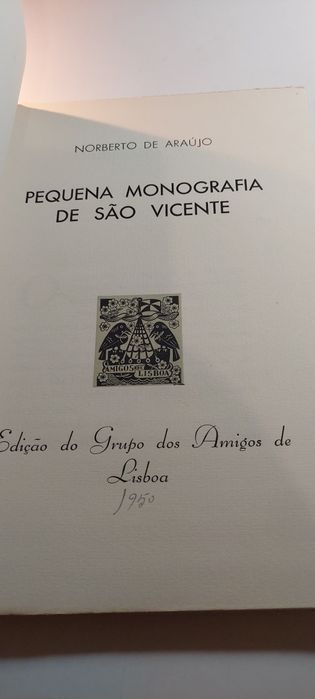 NORBERTO DE ARAÚJO
PEQUENA MONOGRAFIA
DE SÃO VICENTE
AMIGOS DE
LISBOA
Edição do Grupo dos Amigos de
Lisboa
1950